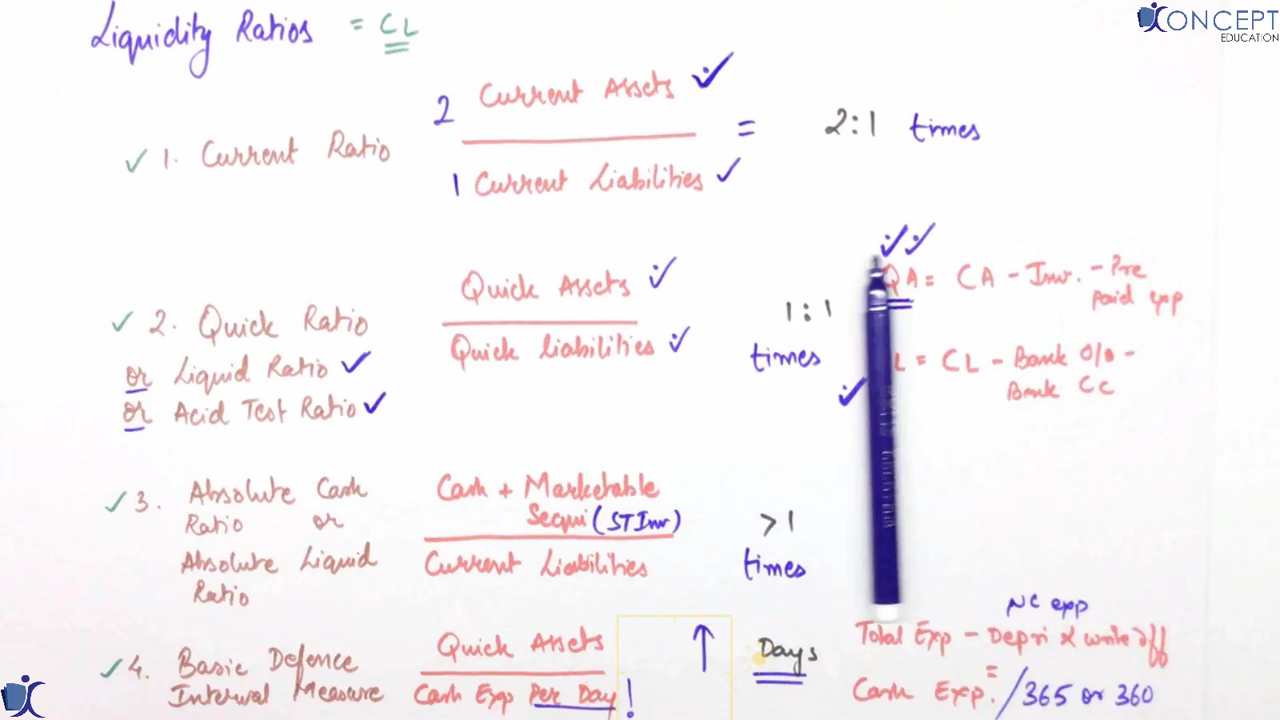 Liquidity Ratios = CL
CONCEPT
EDUCATION
✓ 1. Current Ratio
2 Current Assets ✓
1 Current Liabilities ✓
= 2:1 times
✓ 2. Quick Ratio
or Liquid Ratio ✓
or Acid Test Ratio ✓
Quick Assets ✓
Quick liabilities ✓
1:1
times
QA = CA - Inv. - Pre
paid exp
L = CL - Bank O/D -
Bank CC
✓ 3. Absolute Cash
Ratio or
Absolute Liquid
Ratio
Cash + Marketable
Sequi (ST Inv)
Current Liabilities
>1
times
✓ 4. Basic Defence
Interval Measure
Quick Assets
Cash Exp Per Day !
↑ Days
NC exp
Total Exp - Depri & write off
=
Cash Exp. /365 or 360